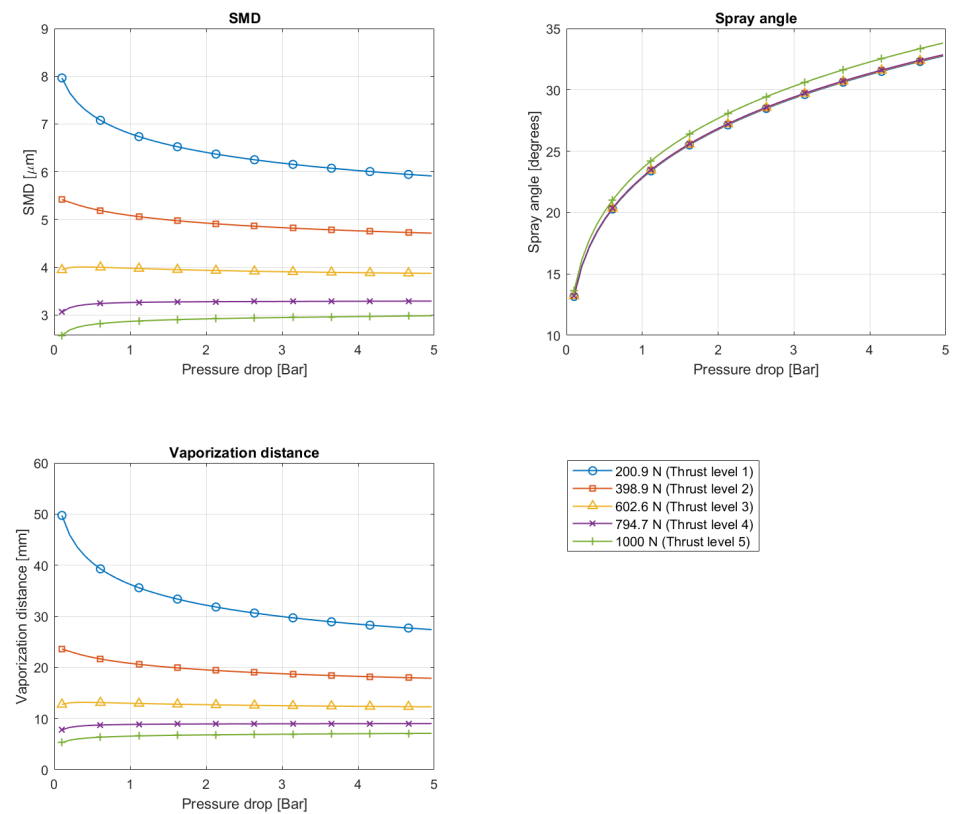 SMD
9
8
7
6
5
4
3
SMD [μm]
0 1 2 3 4 5
Pressure drop [Bar]
Spray angle
35
30
25
20
15
10
Spray angle [degrees]
0 1 2 3 4 5
Pressure drop [Bar]
Vaporization distance
60
50
40
30
20
10
0
Vaporization distance [mm]
0 1 2 3 4 5
Pressure drop [Bar]
200.9 N (Thrust level 1)
398.9 N (Thrust level 2)
602.6 N (Thrust level 3)
794.7 N (Thrust level 4)
1000 N (Thrust level 5)